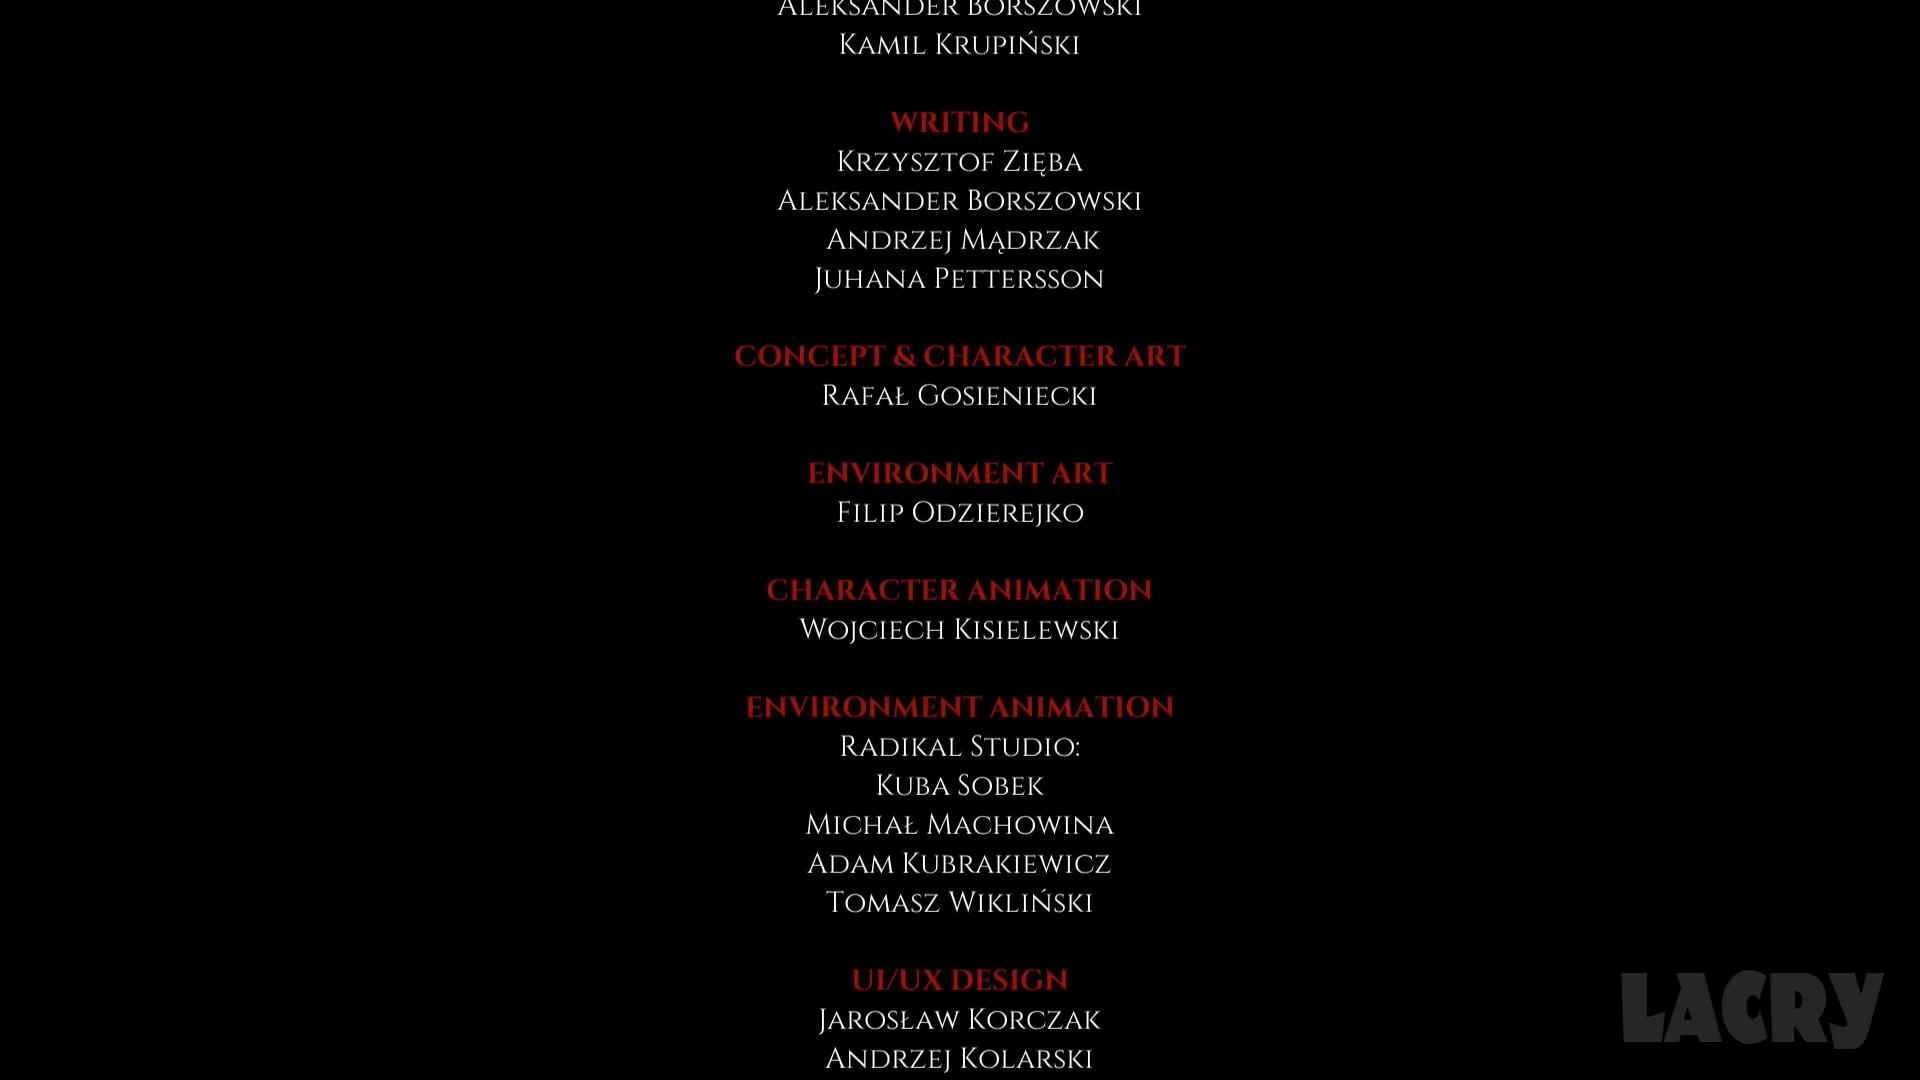 Aleksander Borszowski
Kamil Krupiński
WRITING
Krzysztof Zięba
Aleksander Borszowski
Andrzej Mądrzak
Juhana Pettersson
CONCEPT & CHARACTER ART
Rafał Gosieniecki
ENVIRONMENT ART
Filip Odzierejko
CHARACTER ANIMATION
Wojciech Kisielewski
ENVIRONMENT ANIMATION
Radikal Studio:
Kuba Sobek
Michał Machowina
Adam Kubrakiewicz
Tomasz Wikliński
UI/UX DESIGN
Jarosław Korczak
Andrzej Kolarski
LACRY